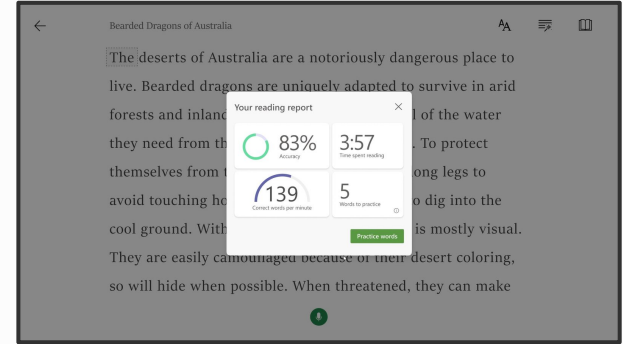 Bearded Dragons of Australia
AA
The deserts of Australia are a notoriously dangerous place to
live. Bearded dragons are uniquely adapted to survive in arid
forests and inland l of the water
they need from th . To protect
themselves from t ong legs to
avoid touching ho o dig into the
cool ground. With is mostly visual.
They are easily camouflaged because of their desert coloring,
so will hide when possible. When threatened, they can make
Your reading report
83%
Accuracy
3:57
Time spent reading
139
Correct words per minute
5
Words to practice
Practice words